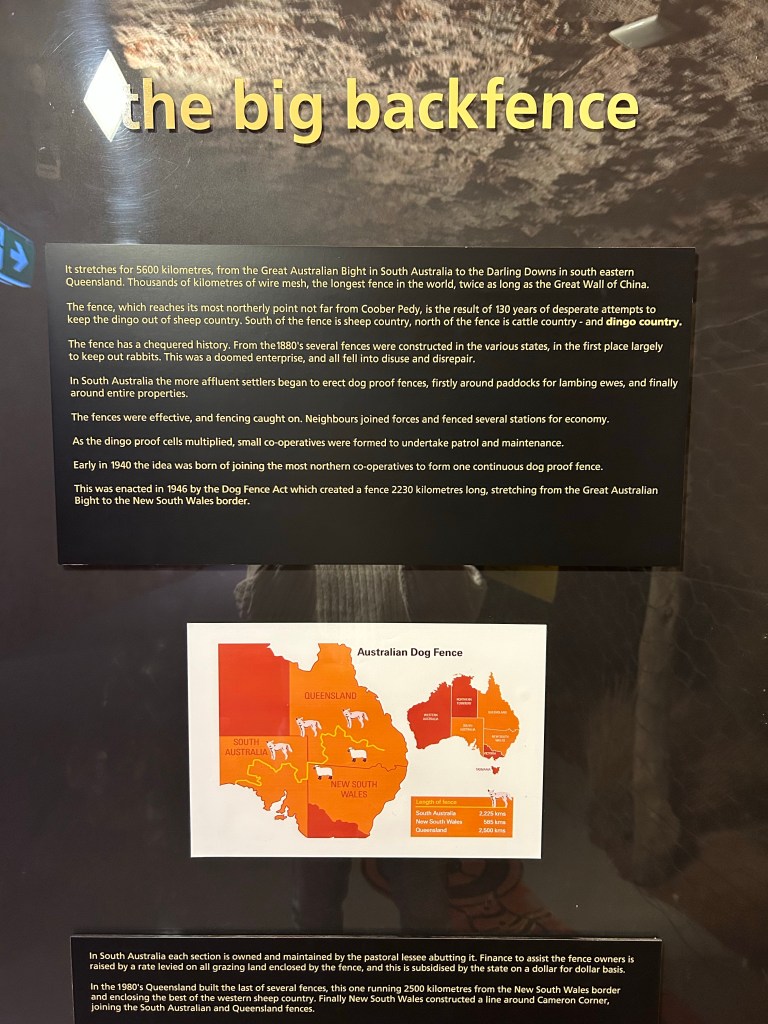 the big backfence
It stretches for 5600 kilometres, from the Great Australian Bight in South Australia to the Darling Downs in south eastern
Queensland. Thousands of kilometres of wire mesh, the longest fence in the world, twice as long as the Great Wall of China.
The fence, which reaches its most northerly point not far from Coober Pedy, is the result of 130 years of desperate attempts to
keep the dingo out of sheep country. South of the fence is sheep country, north of the fence is cattle country - and dingo country.
The fence has a chequered history. From the 1880's several fences were constructed in the various states, in the first place largely
to keep out rabbits. This was a doomed enterprise, and all fell into disuse and disrepair.
In South Australia the more affluent settlers began to erect dog proof fences, firstly around paddocks for lambing ewes, and finally
around entire properties.
The fences were effective, and fencing caught on. Neighbours joined forces and fenced several stations for economy.
As the dingo proof cells multiplied, small co-operatives were formed to undertake patrol and maintenance.
Early in 1940 the idea was born of joining the most northern co-operatives to form one continuous dog proof fence.
This was enacted in 1946 by the Dog Fence Act which created a fence 2230 kilometres long, stretching from the Great Australian
Bight to the New South Wales border.
Australian Dog Fence
QUEENSLAND
SOUTH
AUSTRALIA
NEW SOUTH
WALES
NORTHERN
TERRITORY
WESTERN
AUSTRALIA
QUEENSLAND
SOUTH
AUSTRALIA
NEW SOUTH
WALES
VICTORIA
TASMANIA
Length of fence
South Australia 2,225 kms
New South Wales 585 kms
Queensland 2,500 kms
In South Australia each section is owned and maintained by the pastoral lessee abutting it. Finance to assist the fence owners is
raised by a rate levied on all grazing land enclosed by the fence, and this is subsidised by the state on a dollar for dollar basis.
In the 1980's Queensland built the last of several fences, this one running 2500 kilometres from the New South Wales border
and enclosing the best of the western sheep country. Finally New South Wales constructed a line around Cameron Corner,
joining the South Australian and Queensland fences.